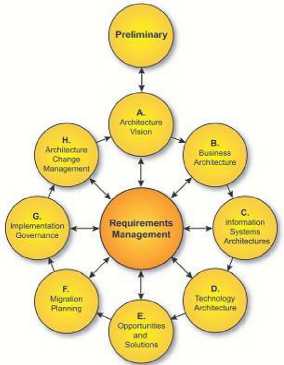 Preliminary
A.
Architecture
Vision
B.
Business
Architecture
C.
Information
Systems
Architectures
D.
Technology
Architecture
E.
Opportunities
and
Solutions
F.
Migration
Planning
G.
Implementation
Governance
H.
Architecture
Change
Management
Requirements
Management